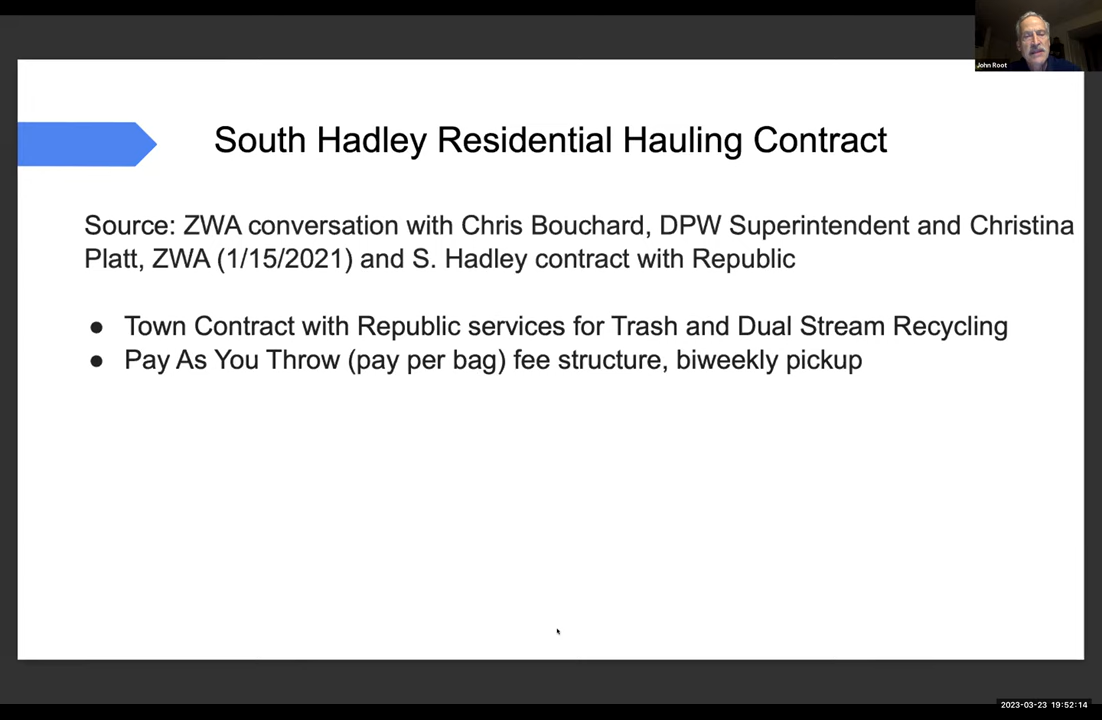 John Root
South Hadley Residential Hauling Contract
Source: ZWA conversation with Chris Bouchard, DPW Superintendent and Christina
Platt, ZWA (1/15/2021) and S. Hadley contract with Republic
● Town Contract with Republic services for Trash and Dual Stream Recycling
● Pay As You Throw (pay per bag) fee structure, biweekly pickup
2023-03-23 19:52:14